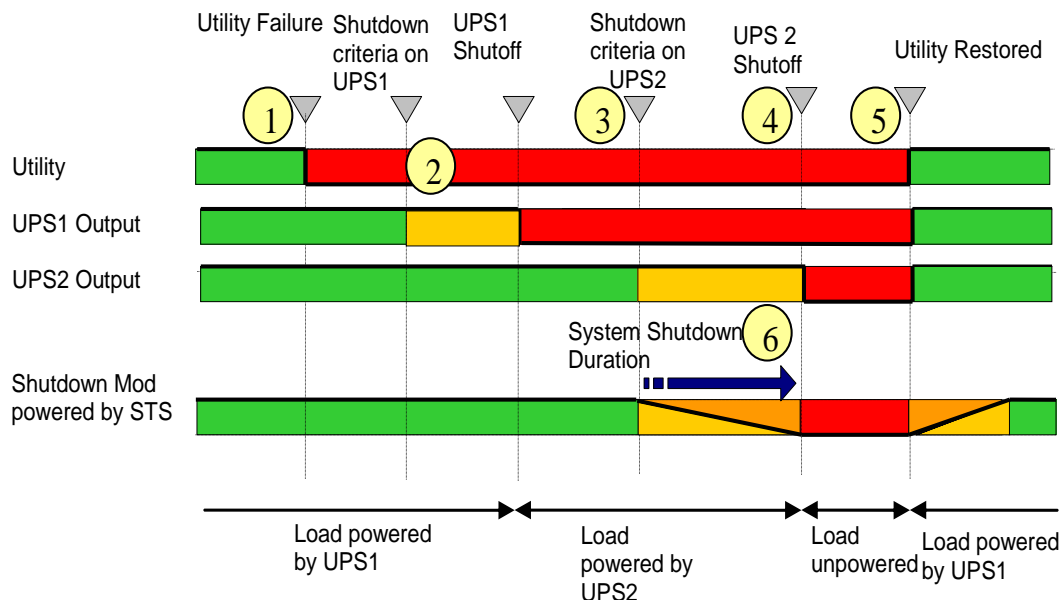 Utility Failure
Shutdown
criteria on
UPS1
UPS1
Shutoff
Shutdown
criteria on
UPS2
UPS 2
Shutoff
Utility Restored
1
3
4
5
Utility
2
UPS1 Output
UPS2 Output
System Shutdown
Duration
6
Shutdown Mod
powered by STS
Load powered
by UPS1
Load
powered by
UPS2
Load
unpowered
Load powered
by UPS1